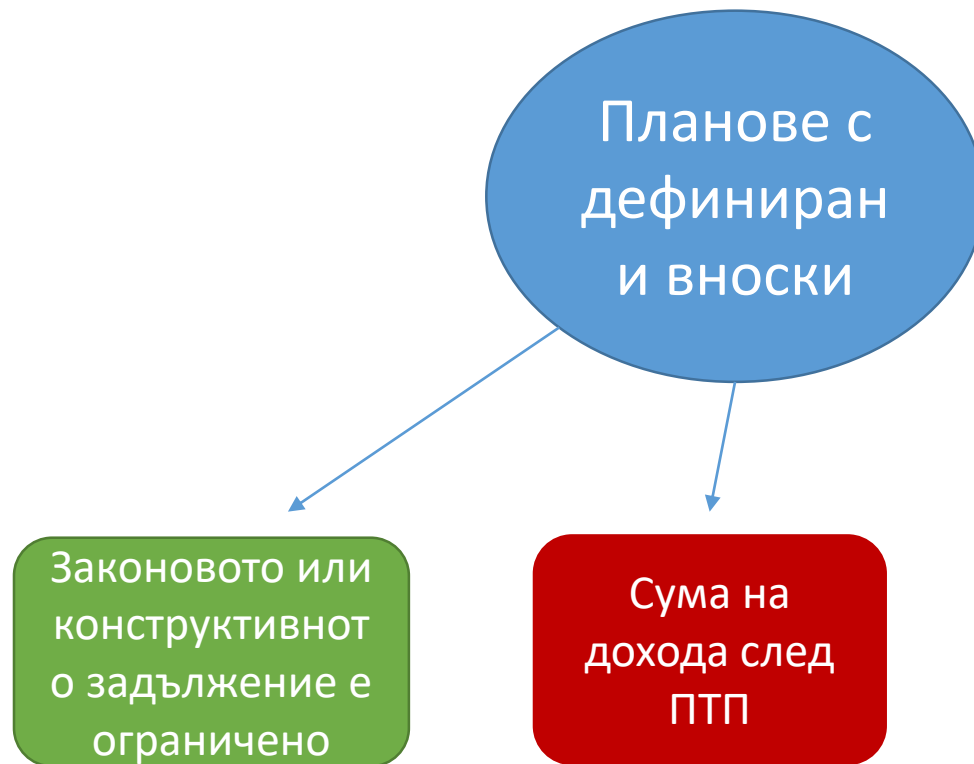 Планове с
дефиниран
и вноски
Законовото или
конструктивнот
о задължение е
ограничено
Сума на
дохода след
ПТП